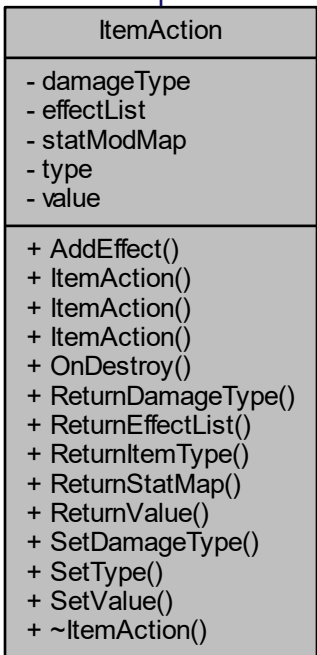 ItemAction
- damageType
- effectList
- statModMap
- type
- value
+ AddEffect()
+ ItemAction()
+ ItemAction()
+ ItemAction()
+ OnDestroy()
+ ReturnDamageType()
+ ReturnEffectList()
+ ReturnItemType()
+ ReturnStatMap()
+ ReturnValue()
+ SetDamageType()
+ SetType()
+ SetValue()
+ ~ItemAction()